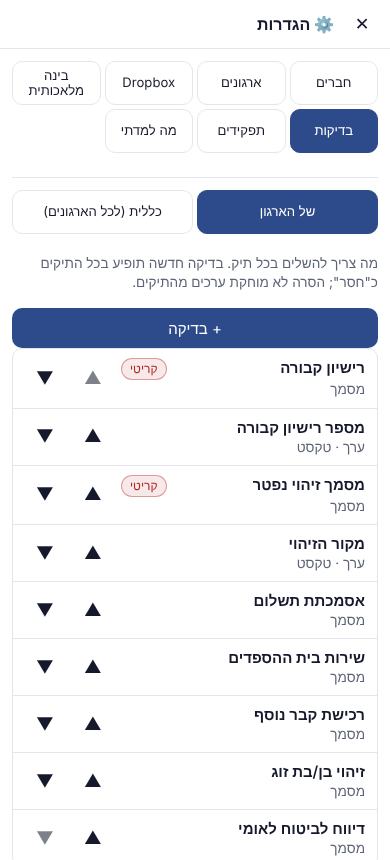 ⚙️ הגדרות ✕
חברים
ארגונים
Dropbox
בינה
מלאכותית
בדיקות
תפקידים
מה למדתי
של הארגון
כללית (לכל הארגונים)
מה צריך להשלים בכל תיק. בדיקה חדשה תופיע בכל התיקים
כ"חסר"; הסרה לא מוחקת ערכים מהתיקים.
+ בדיקה
רישיון קבורה
קריטי
▲ ▼
מסמך
מספר רישיון קבורה
▲ ▼
ערך · טקסט
מסמך זיהוי נפטר
קריטי
▲ ▼
מסמך
מקור הזיהוי
▲ ▼
ערך · טקסט
אסמכתת תשלום
▲ ▼
מסמך
שירות בית ההספדים
▲ ▼
מסמך
רכישת קבר נוסף
▲ ▼
מסמך
זיהוי בן/בת זוג
▲ ▼
מסמך
דיווח לביטוח לאומי
▲ ▼
מסמך